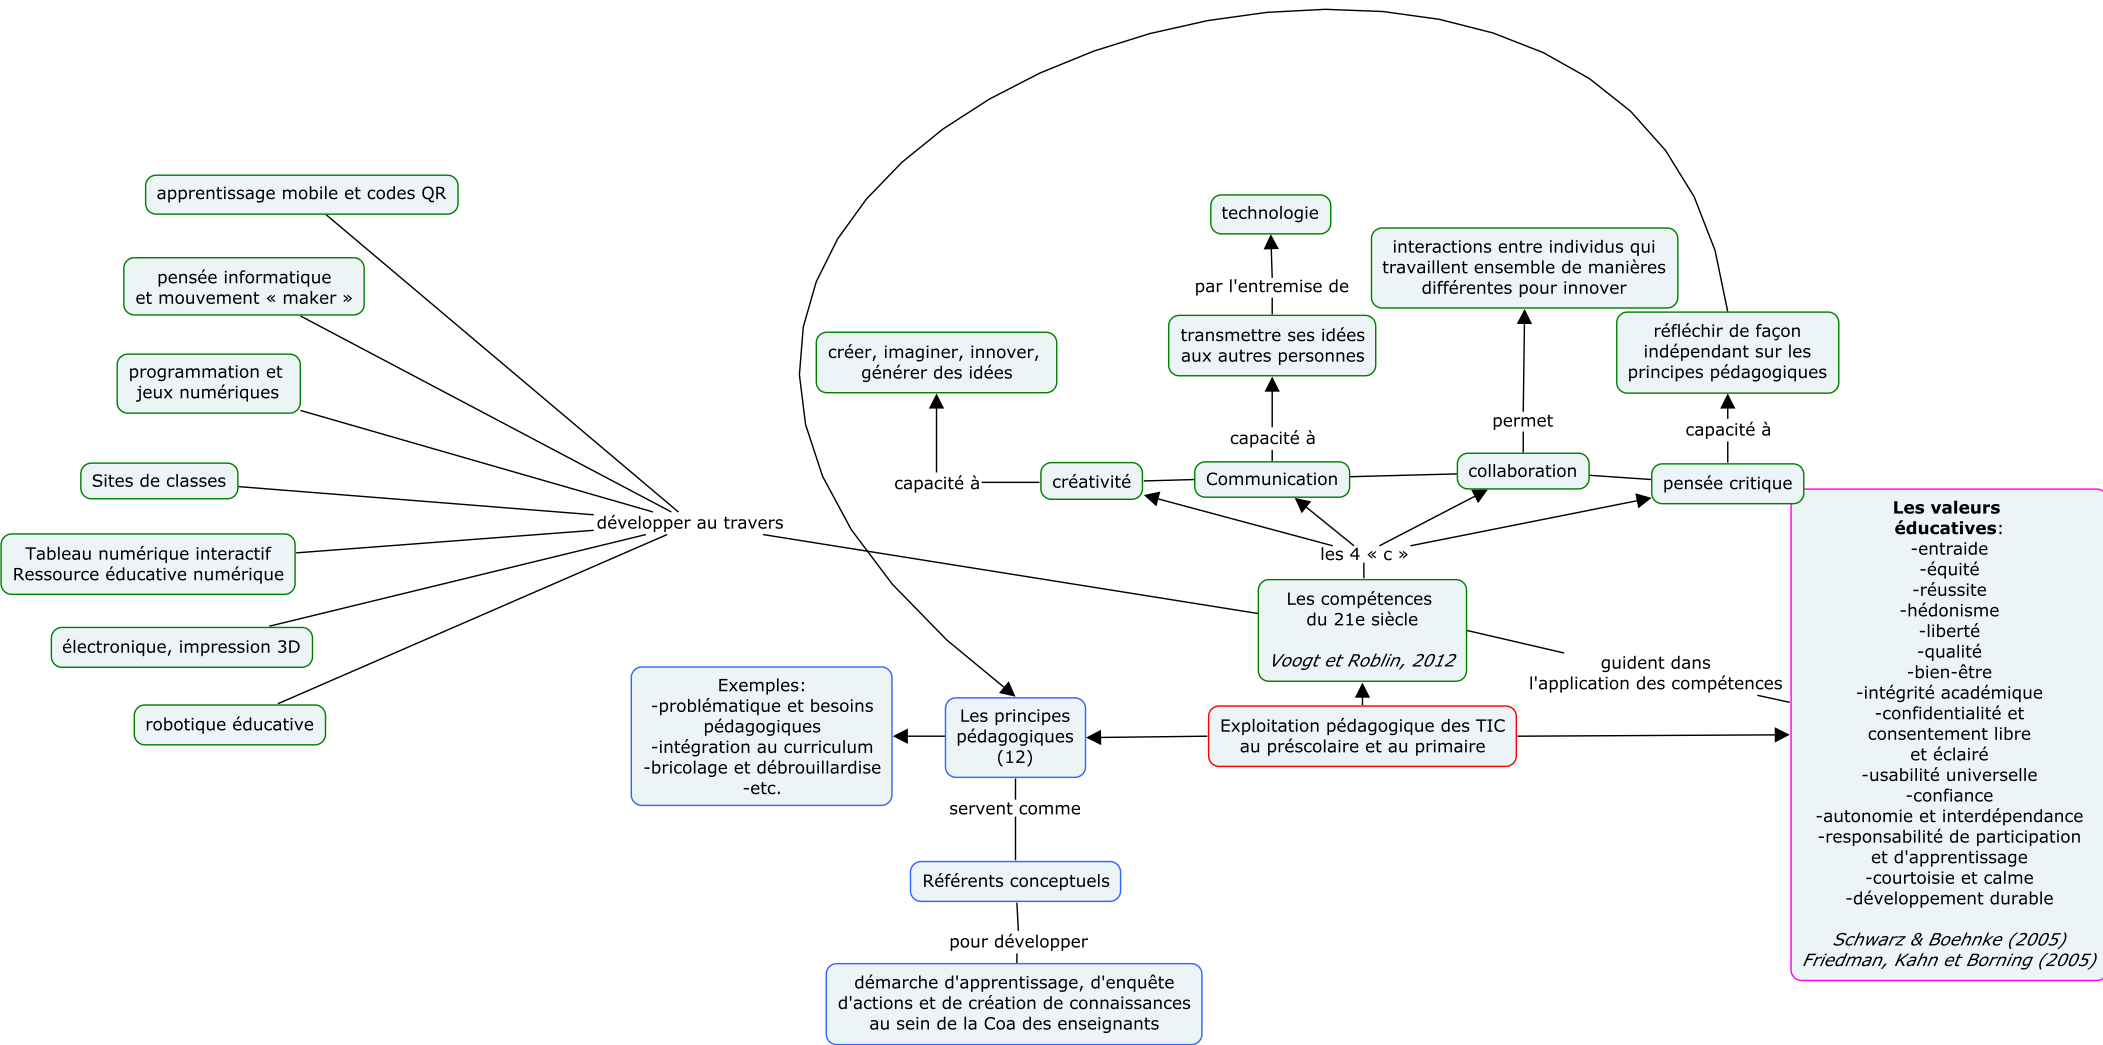 apprentissage mobile et codes QR
pensée informatique
et mouvement « maker »
programmation et
jeux numériques
Sites de classes
Tableau numérique interactif
Ressource éducative numérique
électronique, impression 3D
robotique éducative
développer au travers
créer, imaginer, innover,
générer des idées
capacité à
créativité
technologie
par l'entremise de
transmettre ses idées
aux autres personnes
capacité à
Communication
interactions entre individus qui
travaillent ensemble de manières
différentes pour innover
permet
collaboration
réfléchir de façon
indépendant sur les
principes pédagogiques
capacité à
pensée critique
les 4 « c »
Les compétences
du 21e siècle
Voogt et Roblin, 2012
guident dans
l'application des compétences
Exploitation pédagogique des TIC
au préscolaire et au primaire
Les principes
pédagogiques
(12)
Exemples:
-problématique et besoins
pédagogiques
-intégration au curriculum
-bricolage et débrouillardise
-etc.
servent comme
Référents conceptuels
pour développer
démarche d'apprentissage, d'enquête
d'actions et de création de connaissances
au sein de la Coa des enseignants
Les valeurs
éducatives:
-entraide
-équité
-réussite
-hédonisme
-liberté
-qualité
-bien-être
-intégrité académique
-confidentialité et
consentement libre
et éclairé
-usabilité universelle
-confiance
-autonomie et interdépendance
-responsabilité de participation
et d'apprentissage
-courtoisie et calme
-développement durable
Schwarz & Boehnke (2005)
Friedman, Kahn et Borning (2005)